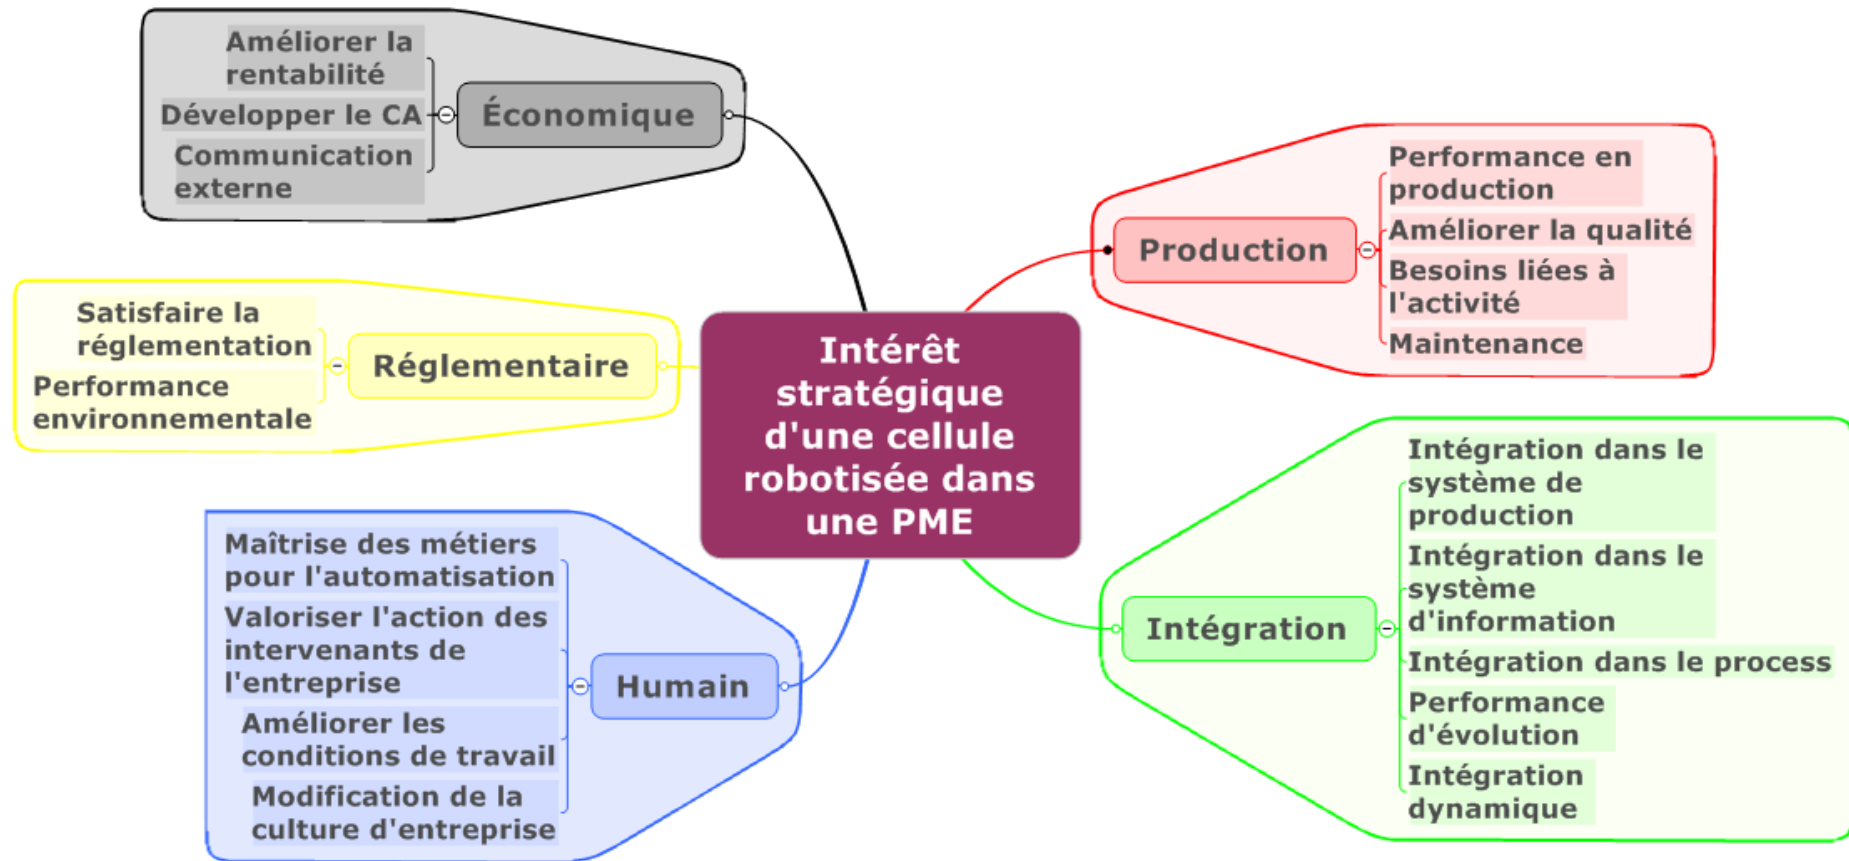 Améliorer la
rentabilité
Développer le CA
Communication
externe
Économique
Satisfaire la
réglementation
Performance
environnementale
Réglementaire
Maîtrise des métiers
pour l'automatisation
Valoriser l'action des
intervenants de
l'entreprise
Améliorer les
conditions de travail
Modification de la
culture d'entreprise
Humain
Intérêt
stratégique
d'une cellule
robotisée dans
une PME
Production
Performance en
production
Améliorer la qualité
Besoins liées à
l'activité
Maintenance
Intégration
Intégration dans le
système de
production
Intégration dans le
système
d'information
Intégration dans le process
Performance
d'évolution
Intégration
dynamique